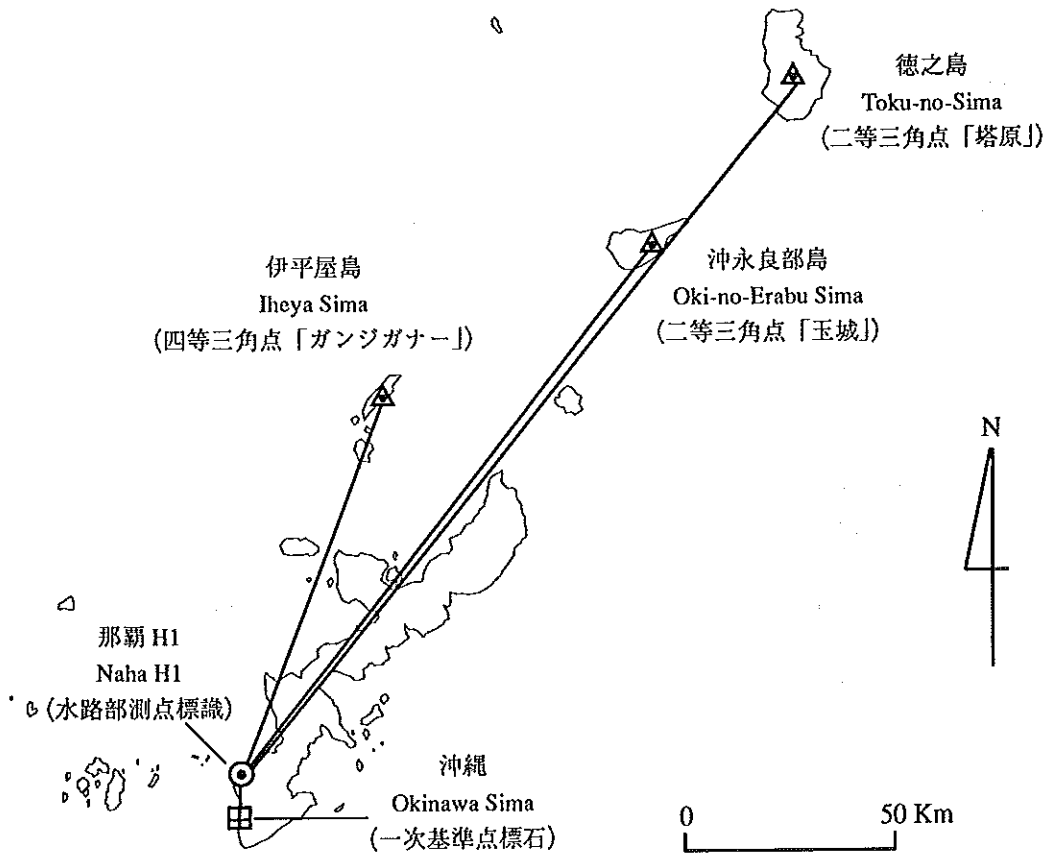 徳之島
Toku-no-Sima
(二等三角点「塔原」)
沖永良部島
Oki-no-Erabu Sima
(二等三角点「玉城」)
伊平屋島
Iheya Sima
(四等三角点「ガンジガナー」)
N
那覇 H1
Naha H1
(水路部測点標識)
沖縄
Okinawa Sima
(一次基準点標石)
0 50 Km